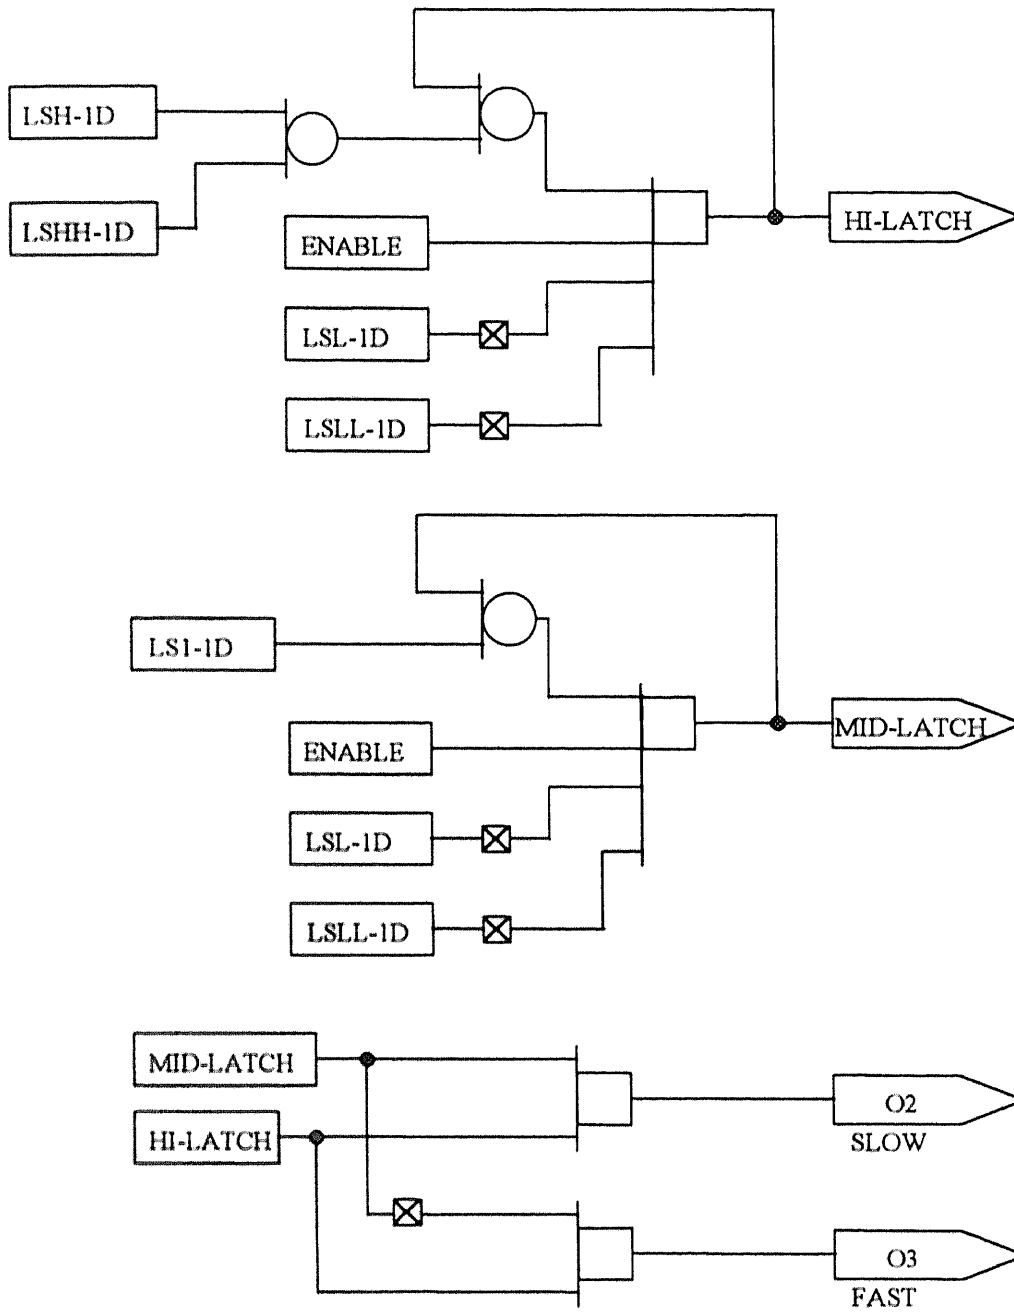 LSH-1D
LSHH-1D
ENABLE
HI-LATCH
LSL-1D
LSLL-1D
LS1-1D
ENABLE
MID-LATCH
LSL-1D
LSLL-1D
MID-LATCH
HI-LATCH
O2
SLOW
O3
FAST